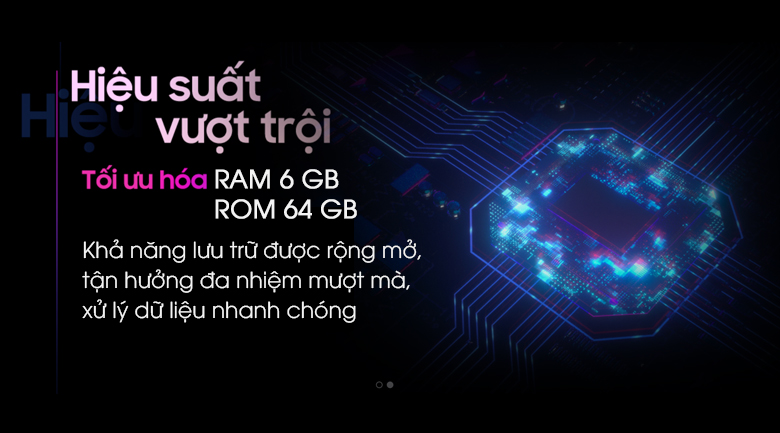 Hiệu suất
vượt trội
Tối ưu hóa RAM 6 GB
ROM 64 GB
Khả năng lưu trữ được rộng mở,
tận hưởng đa nhiệm mượt mà,
xử lý dữ liệu nhanh chóng